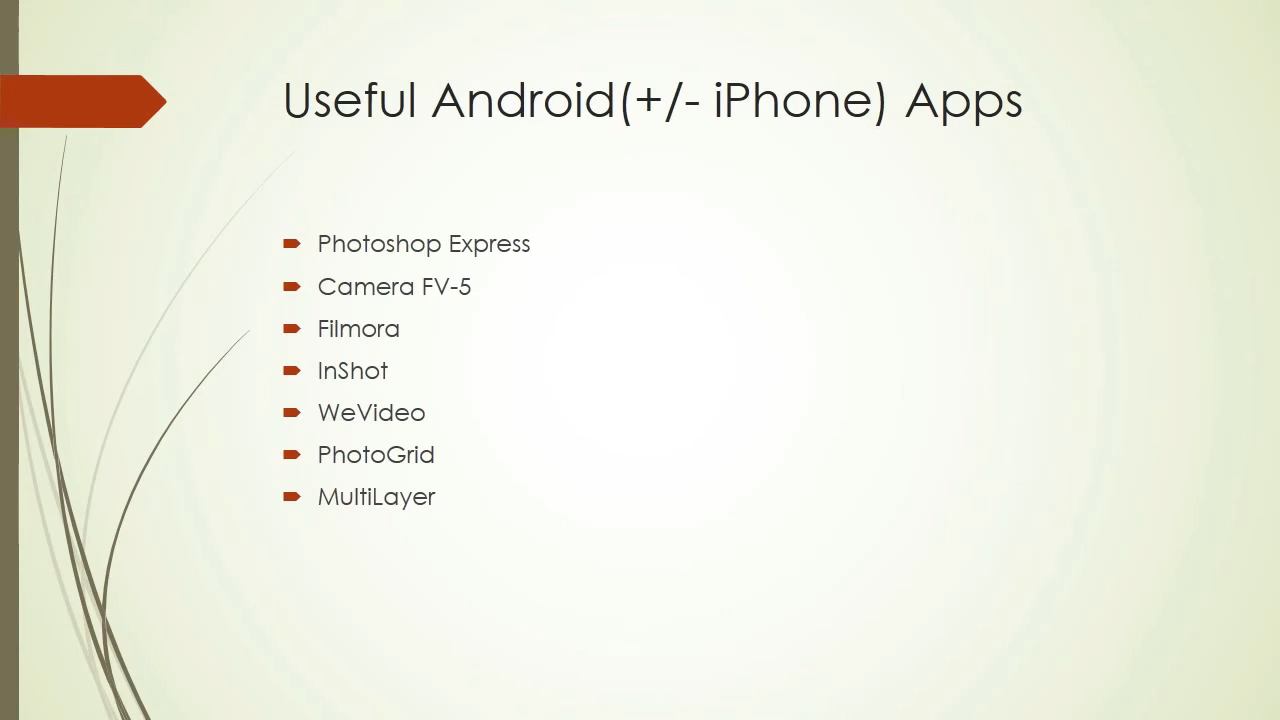 Useful Android(+/- iPhone) Apps
Photoshop Express
Camera FV-5
Filmora
InShot
WeVideo
PhotoGrid
MultiLayer